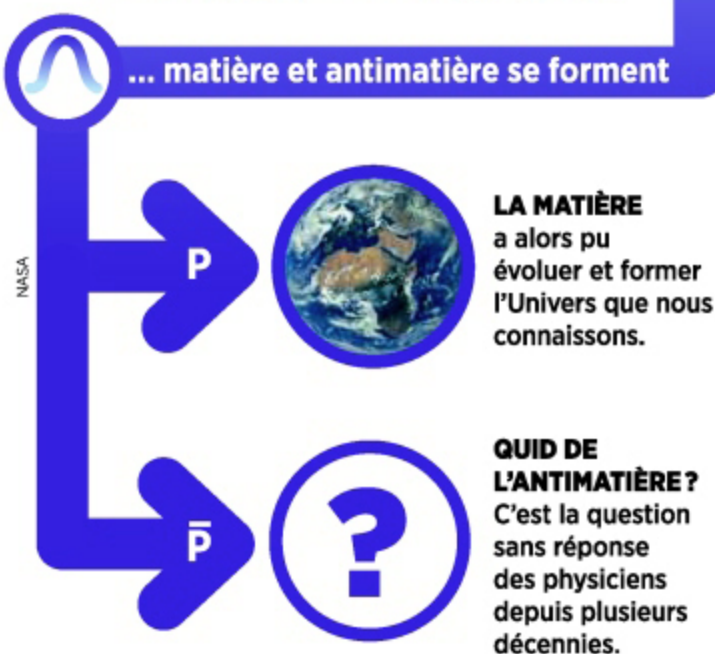 ... matière et antimatière se forment
NASA
P
LA MATIÈRE
a alors pu
évoluer et former
l’Univers que nous
connaissons.
P̄
?
QUID DE
L’ANTIMATIÈRE ?
C’est la question
sans réponse
des physiciens
depuis plusieurs
décennies.